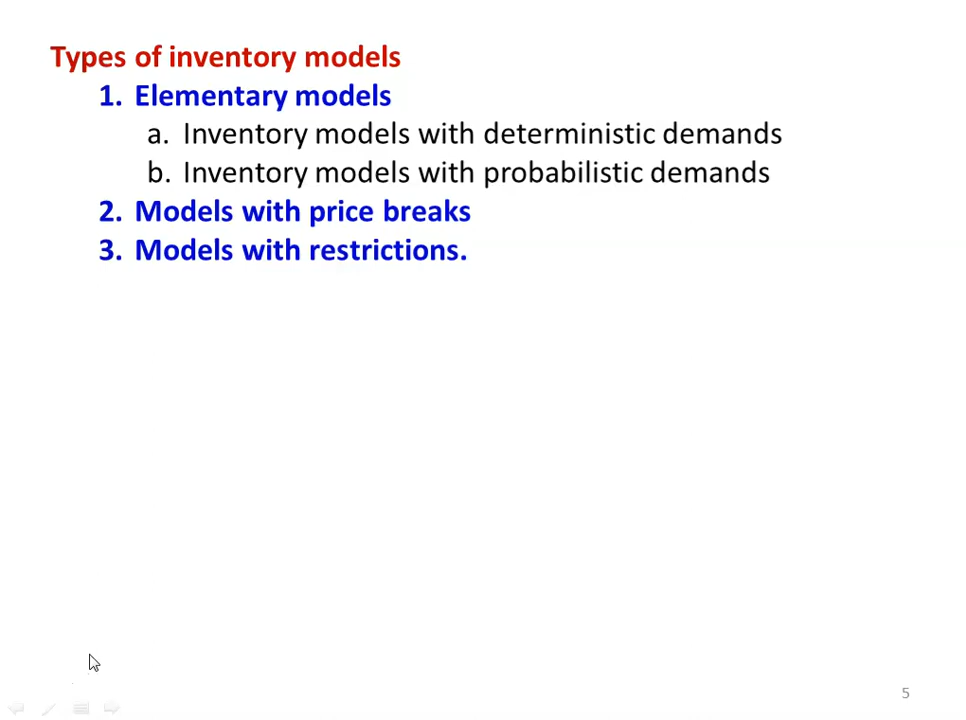 Types of inventory models
1. Elementary models
a. Inventory models with deterministic demands
b. Inventory models with probabilistic demands
2. Models with price breaks
3. Models with restrictions.
5